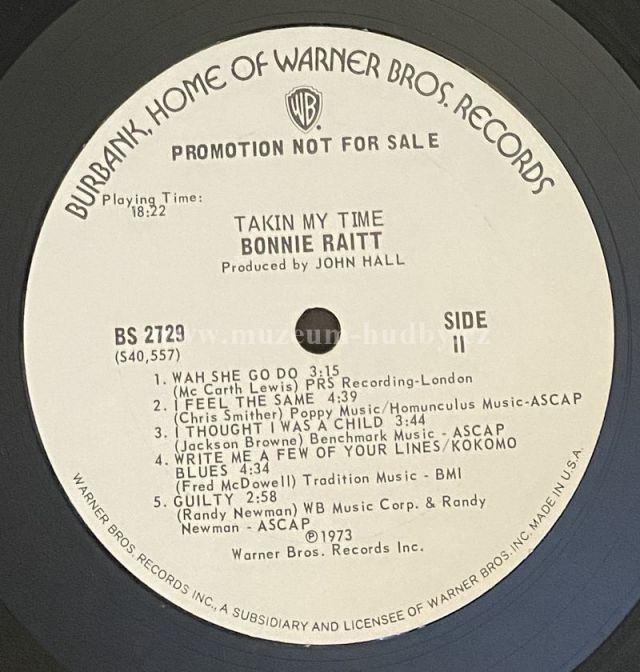 BURBANK, HOME OF WARNER BROS. RECORDS
WB
PROMOTION NOT FOR SALE
Playing Time:
18:22
TAKIN MY TIME
BONNIE RAITT
Produced by JOHN HALL
BS 2729
(S40,557)
SIDE
II
www.muzeum-hudby.cz
1. WAH SHE GO DO 3:15
(Mc Carth Lewis) PRS Recording-London
2. I FEEL THE SAME 4:39
(Chris Smither) Poppy Music/Homunculus Music-ASCAP
3. I THOUGHT I WAS A CHILD 3:44
(Jackson Browne) Benchmark Music - ASCAP
4. WRITE ME A FEW OF YOUR LINES/KOKOMO
BLUES 4:34
(Fred McDowell) Tradition Music - BMI
5. GUILTY 2:58
(Randy Newman) WB Music Corp. & Randy
Newman - ASCAP
℗1973
Warner Bros. Records Inc.
WARNER BROS. RECORDS INC., A SUBSIDIARY AND LICENSEE OF WARNER BROS. INC. MADE IN U.S.A.